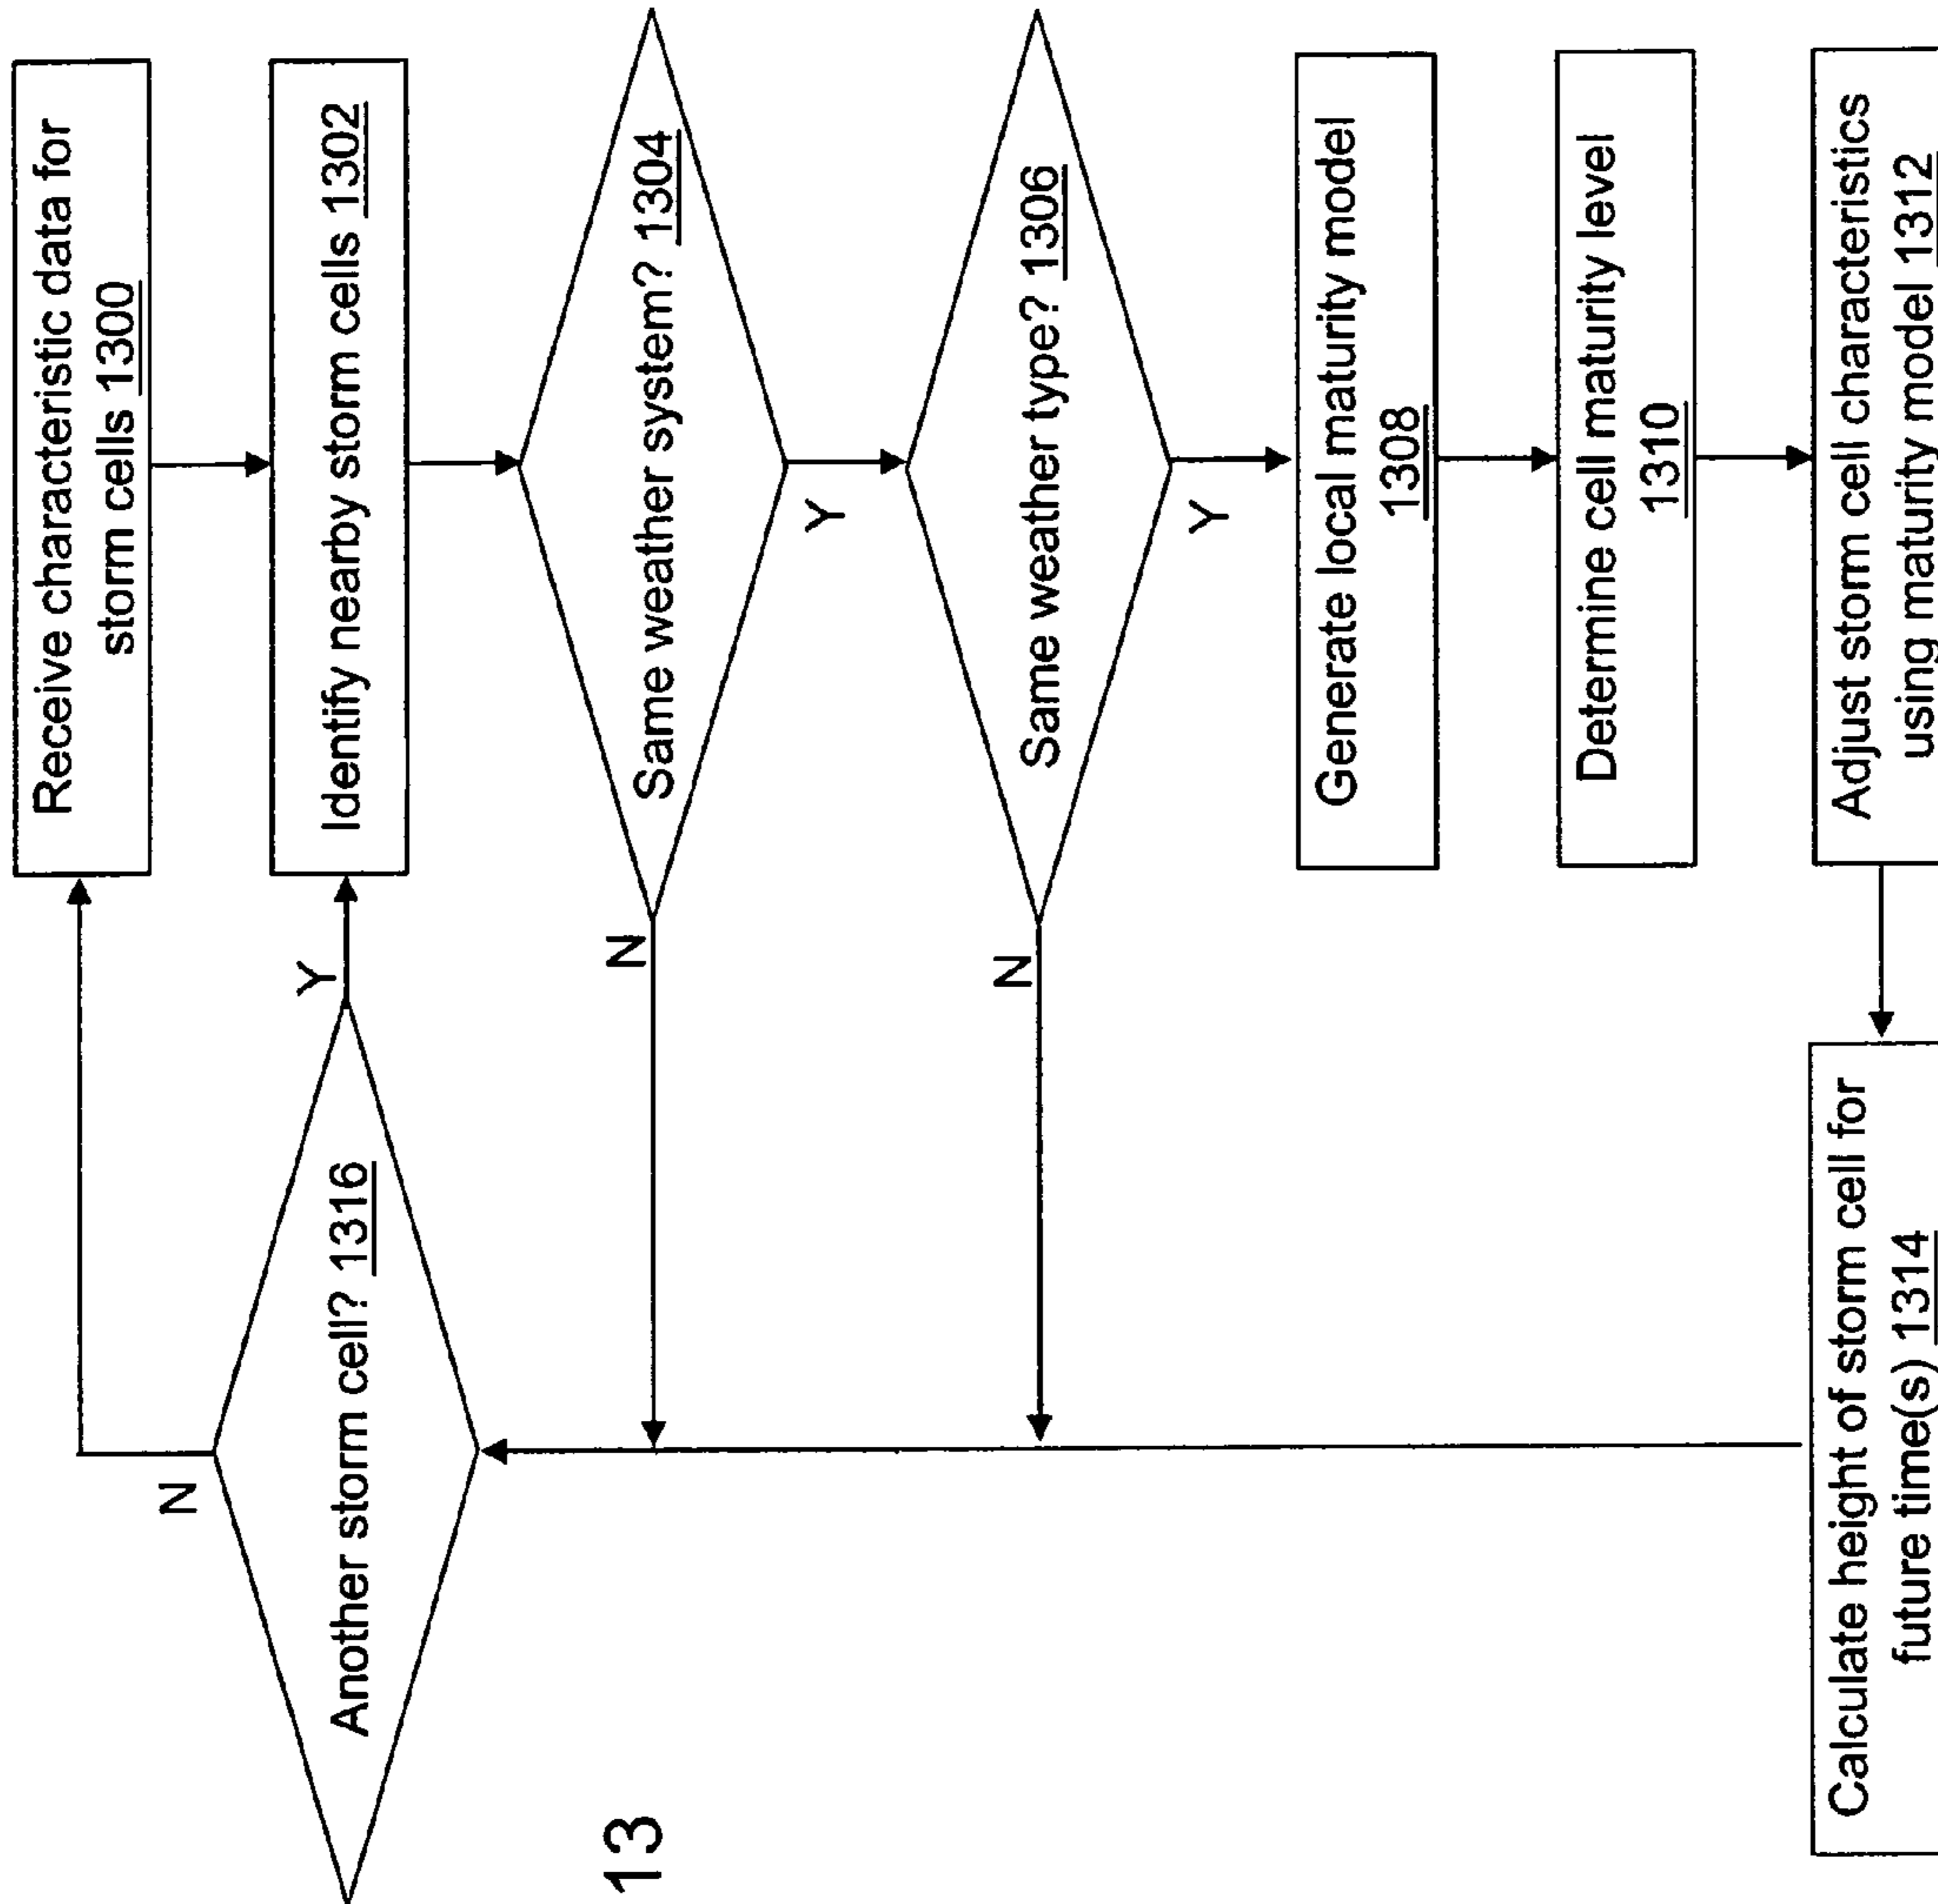 Receive characteristic data for
storm cells 1300
Identify nearby storm cells 1302
Same weather system? 1304
Y
N
Same weather type? 1306
Y
N
Generate local maturity model
1308
Determine cell maturity level
1310
Adjust storm cell characteristics
using maturity model 1312
Calculate height of storm cell for
future time(s) 1314
Another storm cell? 1316
Y
N
13